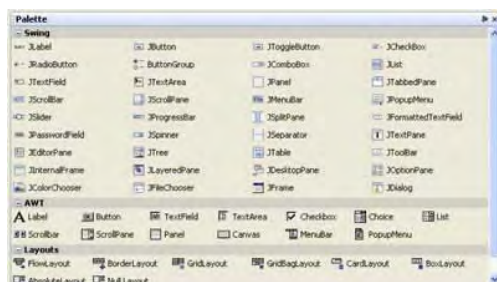 Palette
Swing
JLabel JButton JToggleButton JCheckBox
JRadioButton ButtonGroup JComboBox JList
JTextField JTextArea JPanel JTabbedPane
JScrollBar JScrollPane JMenuBar JPopupMenu
JSlider JProgressBar JSplitPane JFormattedTextField
JPasswordField JSpinner JSeparator JTextPane
JEditorPane JTree JTable JToolBar
JInternalFrame JLayeredPane JDesktopPane JOptionPane
JColorChooser JFileChooser JFrame JDialog
AWT
Label Button TextField TextArea Checkbox Choice List
Scrollbar ScrollPane Panel Canvas MenuBar PopupMenu
Layouts
FlowLayout BorderLayout GridLayout GridBagLayout CardLayout BoxLayout
AbsoluteLayout Null Layout